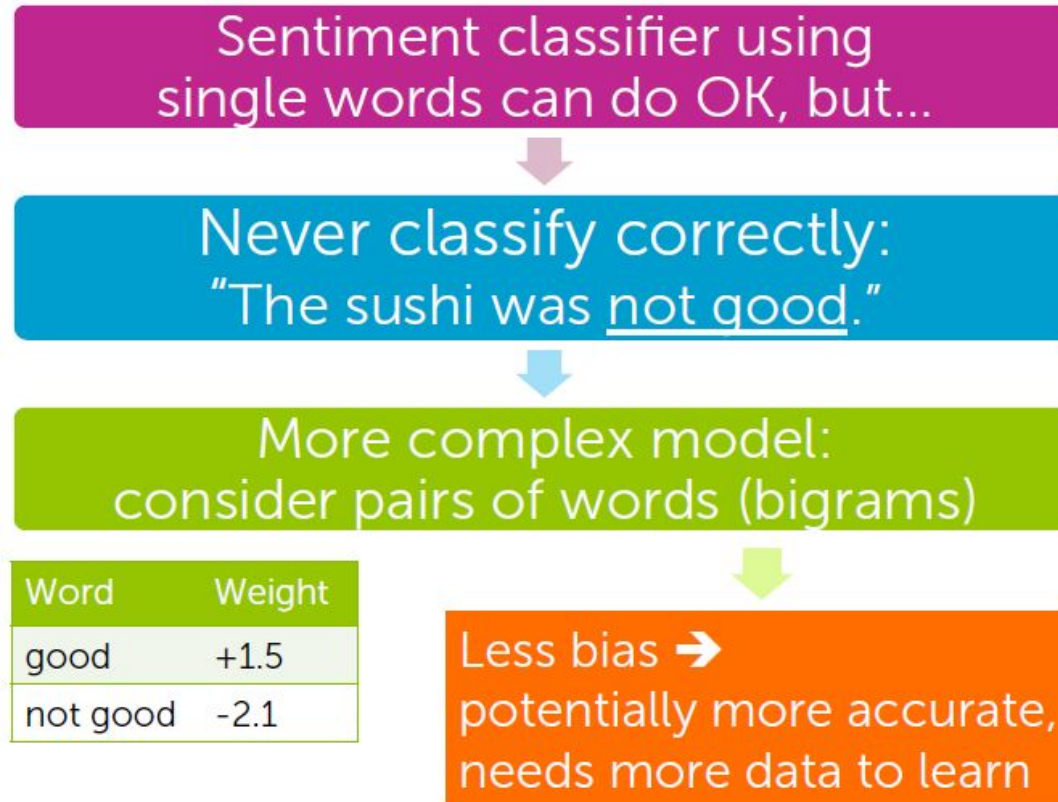 Sentiment classifier using
single words can do OK, but...
Never classify correctly:
“The sushi was not good.”
More complex model:
consider pairs of words (bigrams)
Word Weight
good +1.5
not good -2.1
Less bias ➔
potentially more accurate,
needs more data to learn